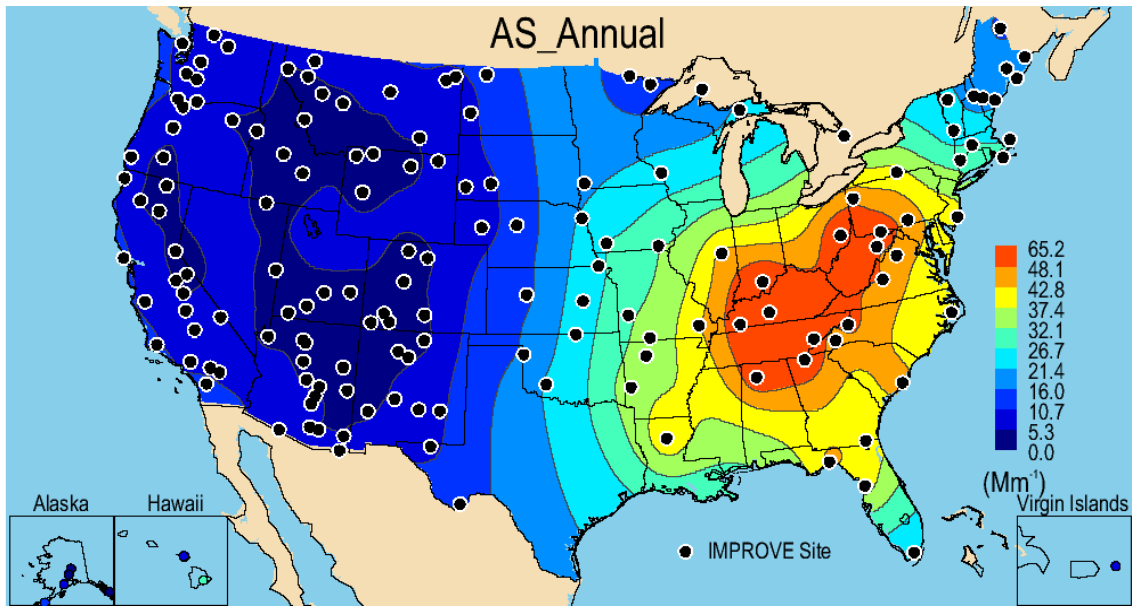 AS_Annual
65.2
48.1
42.8
37.4
32.1
26.7
21.4
16.0
10.7
5.3
0.0
(Mm⁻¹)
Alaska
Hawaii
Virgin Islands
IMPROVE Site